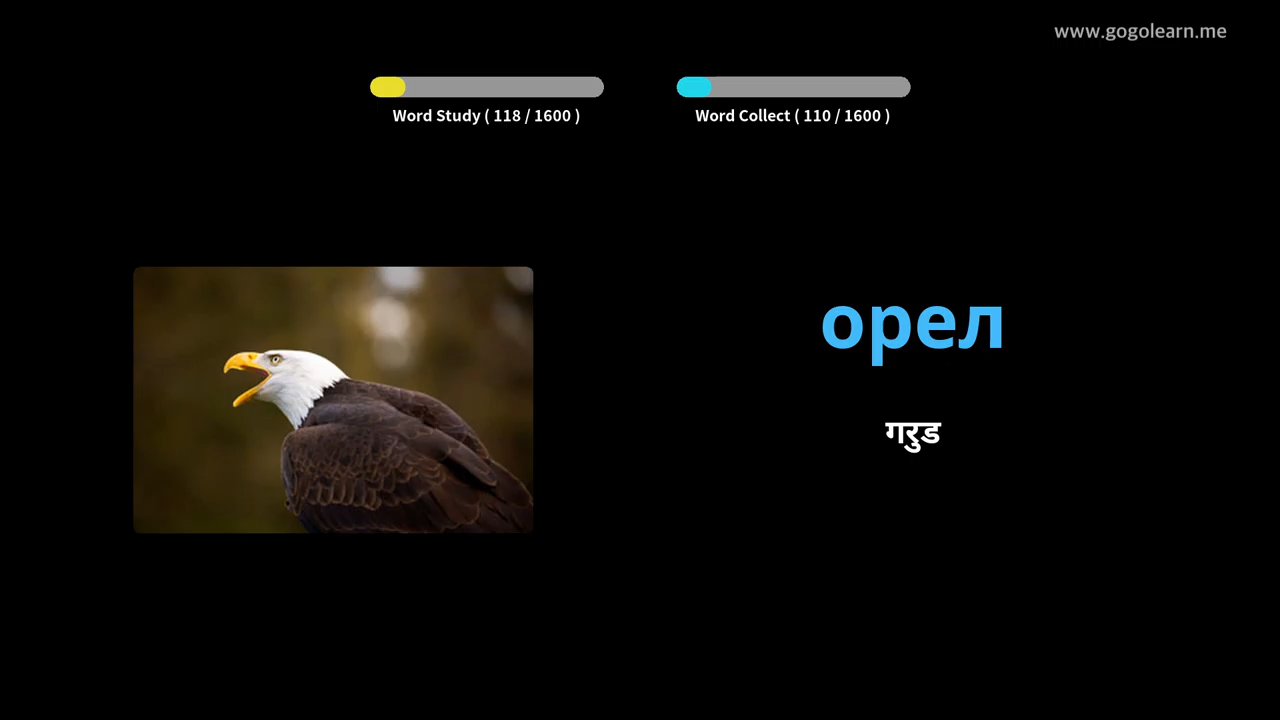 www.gogolearn.me
Word Study ( 118 / 1600 )
Word Collect ( 110 / 1600 )
орел
गरुड